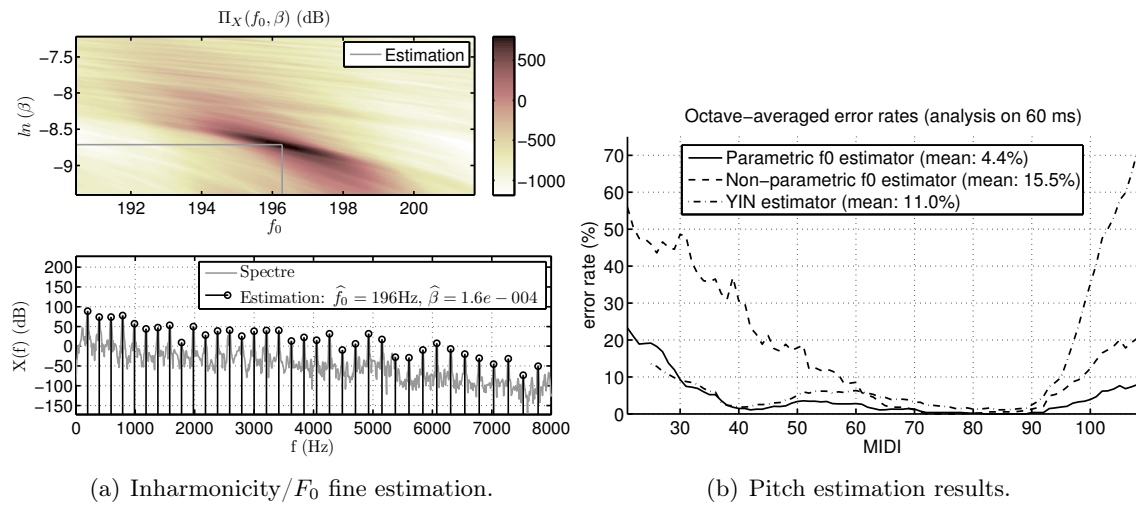 Π_X(f_0, β) (dB)
Estimation
ln (β)
−7.5
−8
−8.5
−9
192 194 196 198 200
f_0
500
0
−500
−1000
Spectre
Estimation: f̂_0 = 196Hz, β̂ = 1.6e − 004
X(f) (dB)
200
150
100
50
0
−50
−100
−150
0 1000 2000 3000 4000 5000 6000 7000 8000
f (Hz)
(a) Inharmonicity/F_0 fine estimation.
Octave−averaged error rates (analysis on 60 ms)
Parametric f0 estimator (mean: 4.4%)
Non−parametric f0 estimator (mean: 15.5%)
YIN estimator (mean: 11.0%)
error rate (%)
70
60
50
40
30
20
10
0
30 40 50 60 70 80 90 100
MIDI
(b) Pitch estimation results.